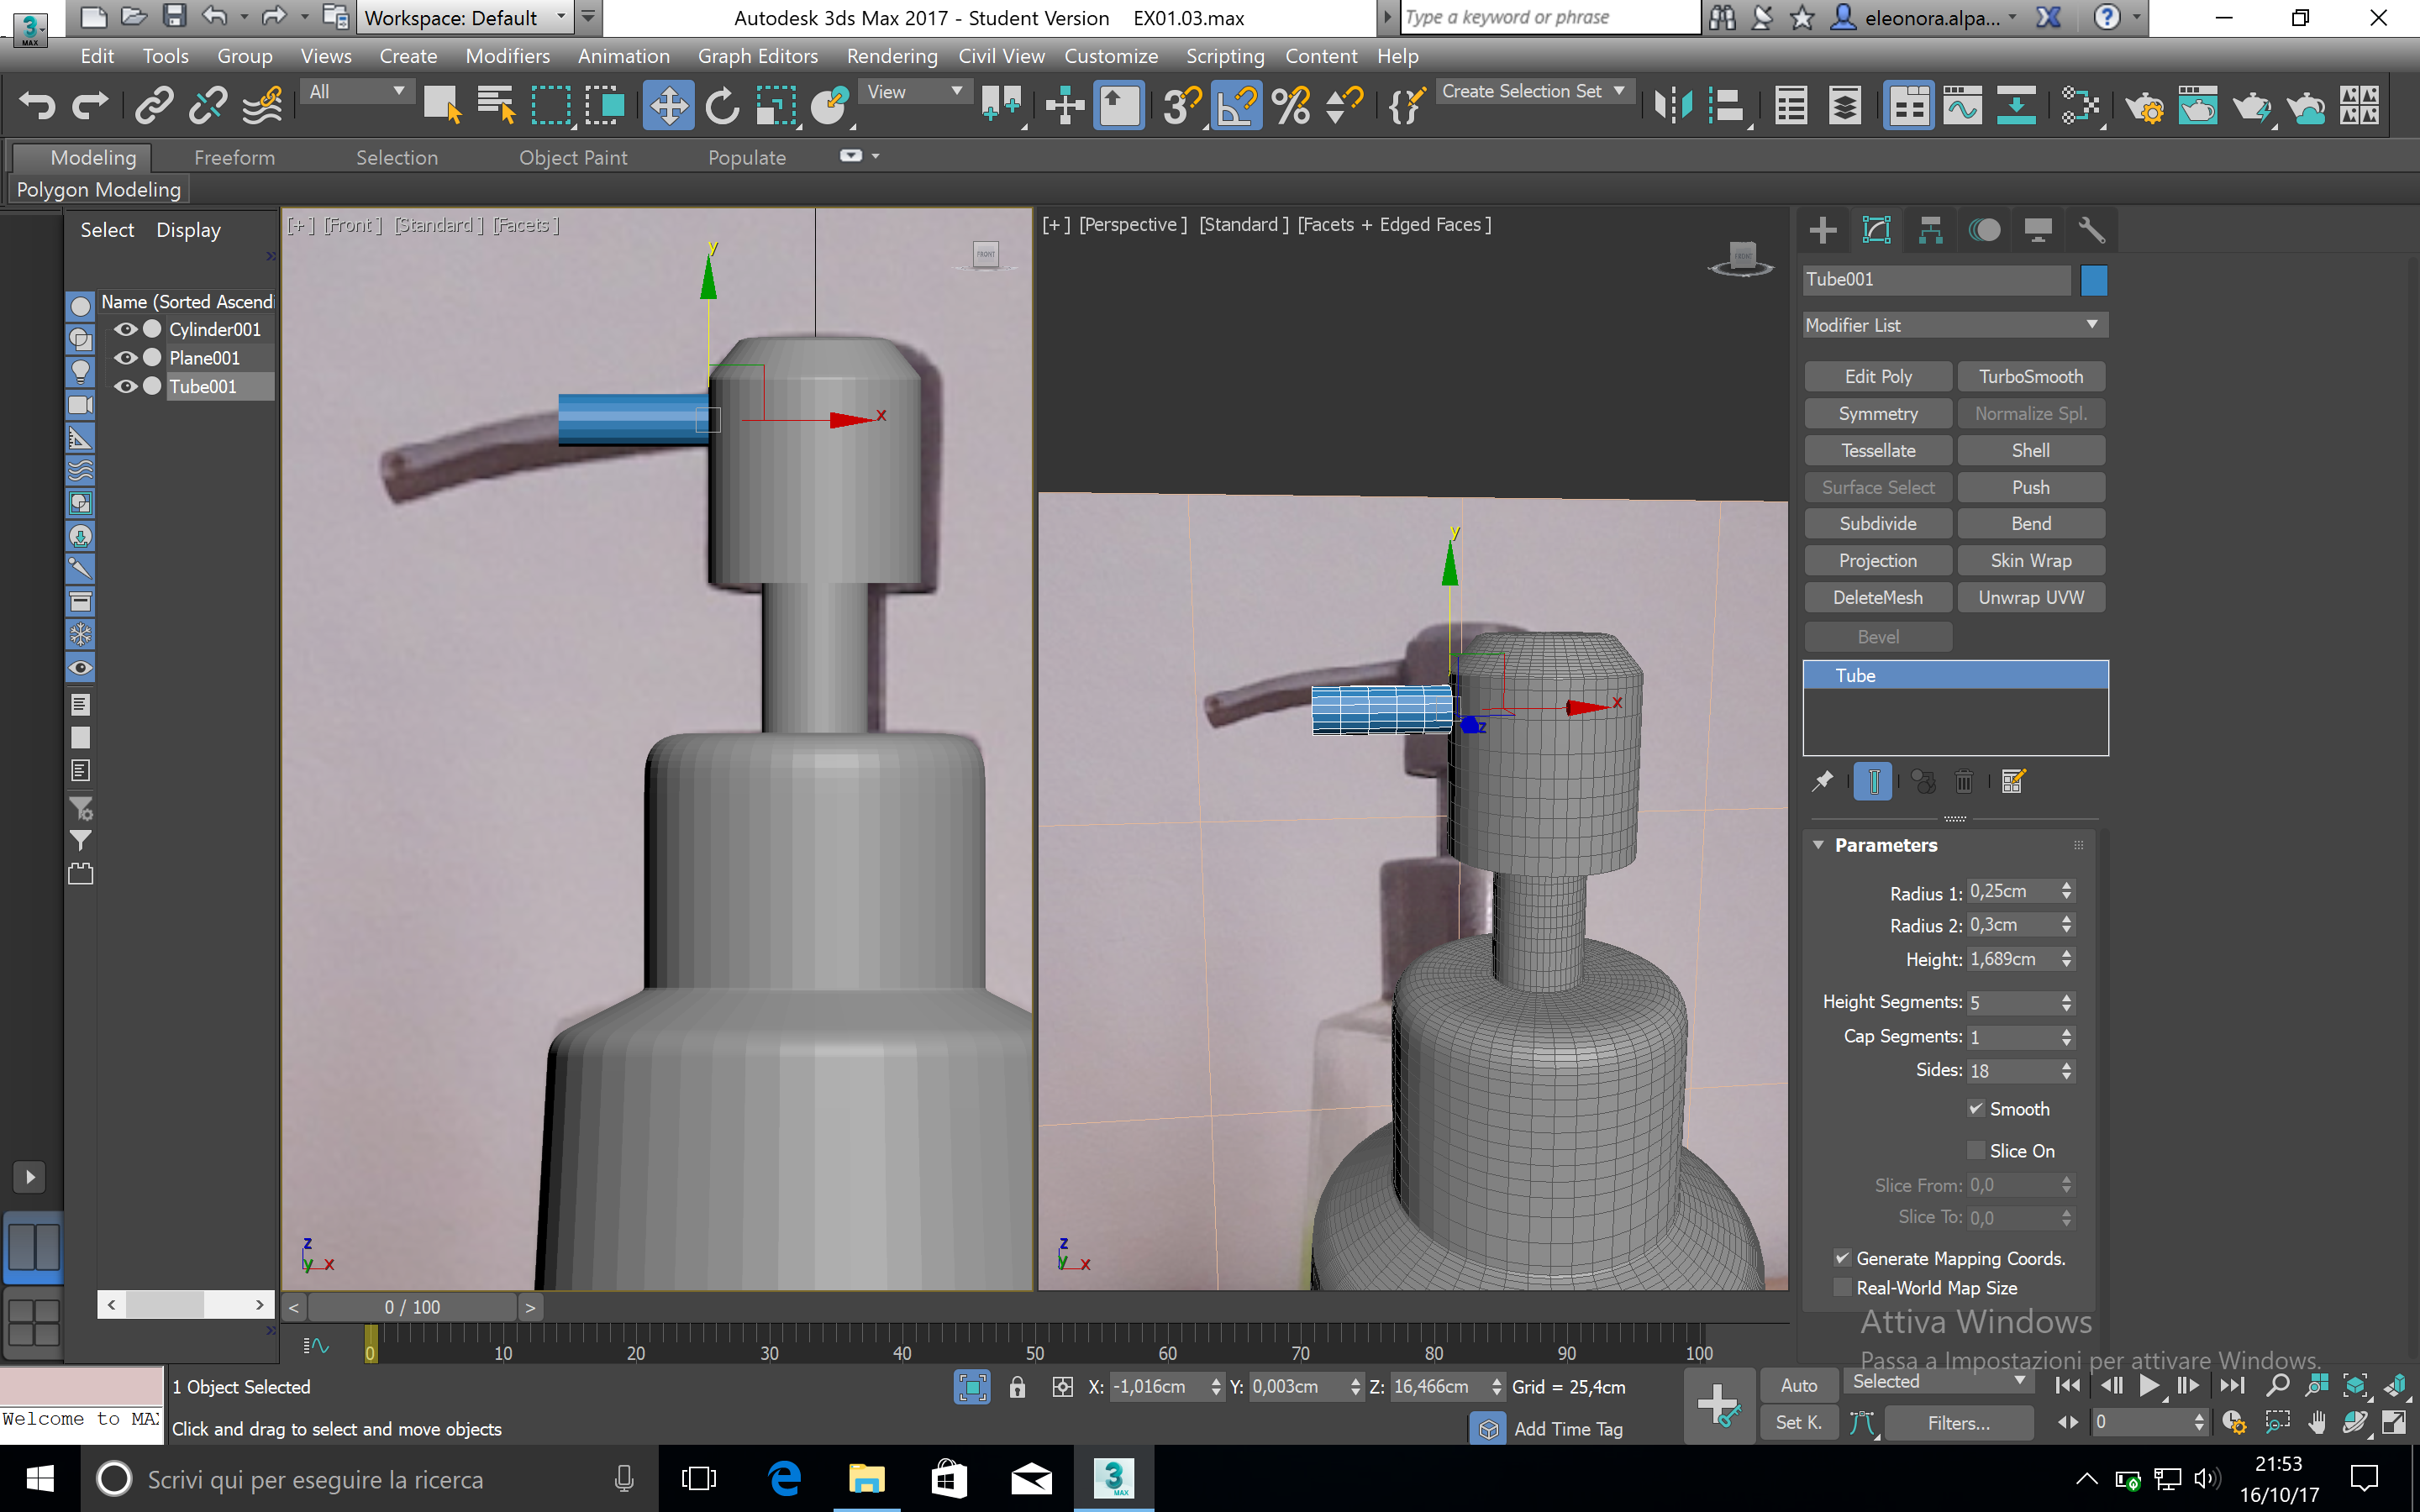 Workspace: Default
Autodesk 3ds Max 2017 - Student Version EX01.03.max
Type a keyword or phrase
eleonora.alpa...
3
MAX
Edit Tools Group Views Create Modifiers Animation Graph Editors Rendering Civil View Customize Scripting Content Help
All
View
3
Create Selection Set
Modeling Freeform Selection Object Paint Populate
Polygon Modeling
Select Display
Name (Sorted Ascendi
Cylinder001
Plane001
Tube001
[+] [Front] [Standard] [Facets]
FRONT
y
x
z
y x
[+] [Perspective] [Standard] [Facets + Edged Faces]
FRONT
y
x
z
z
y x
Tube001
Modifier List
Edit Poly TurboSmooth
Symmetry Normalize Spl.
Tessellate Shell
Surface Select Push
Subdivide Bend
Projection Skin Wrap
DeleteMesh Unwrap UVW
Bevel
Tube
Parameters
Radius 1: 0,25cm
Radius 2: 0,3cm
Height: 1,689cm
Height Segments: 5
Cap Segments: 1
Sides: 18
Smooth
Slice On
Slice From: 0,0
Slice To: 0,0
Generate Mapping Coords.
Real-World Map Size
Attiva Windows
Passa a Impostazioni per attivare Windows.
< >
< 0 / 100 >
0 10 20 30 40 50 60 70 80 90 100
1 Object Selected
X: -1,016cm Y: 0,003cm Z: 16,466cm Grid = 25,4cm
Auto Selected
Welcome to MAX
Click and drag to select and move objects
Add Time Tag
Set K. Filters...
0
Scrivi qui per eseguire la ricerca
3
MAX
21:53
16/10/17